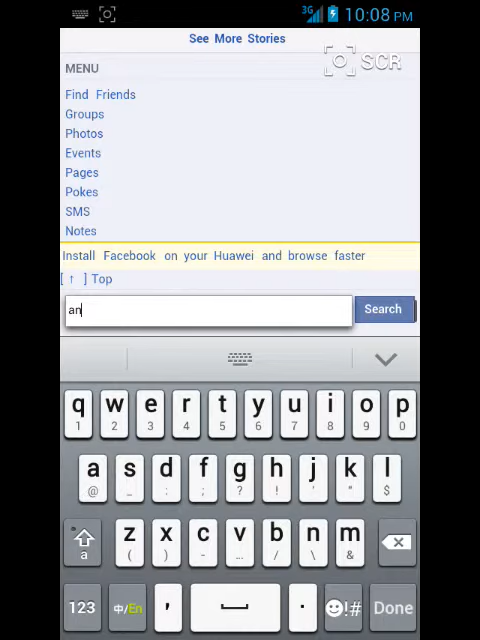 3G 10:08 PM
See More Stories
SCR
MENU
Find Friends
Groups
Photos
Events
Pages
Pokes
SMS
Notes
Install Facebook on your Huawei and browse faster
[ ↑ ] Top
an Search
q w e r t y u i o p
1 2 3 4 5 6 7 8 9 0
a s d f g h j k l
@ _ : ; ? ! ' " $
a z x c v b n m
( ) - ... / \ &
123 中/En , . !# Done